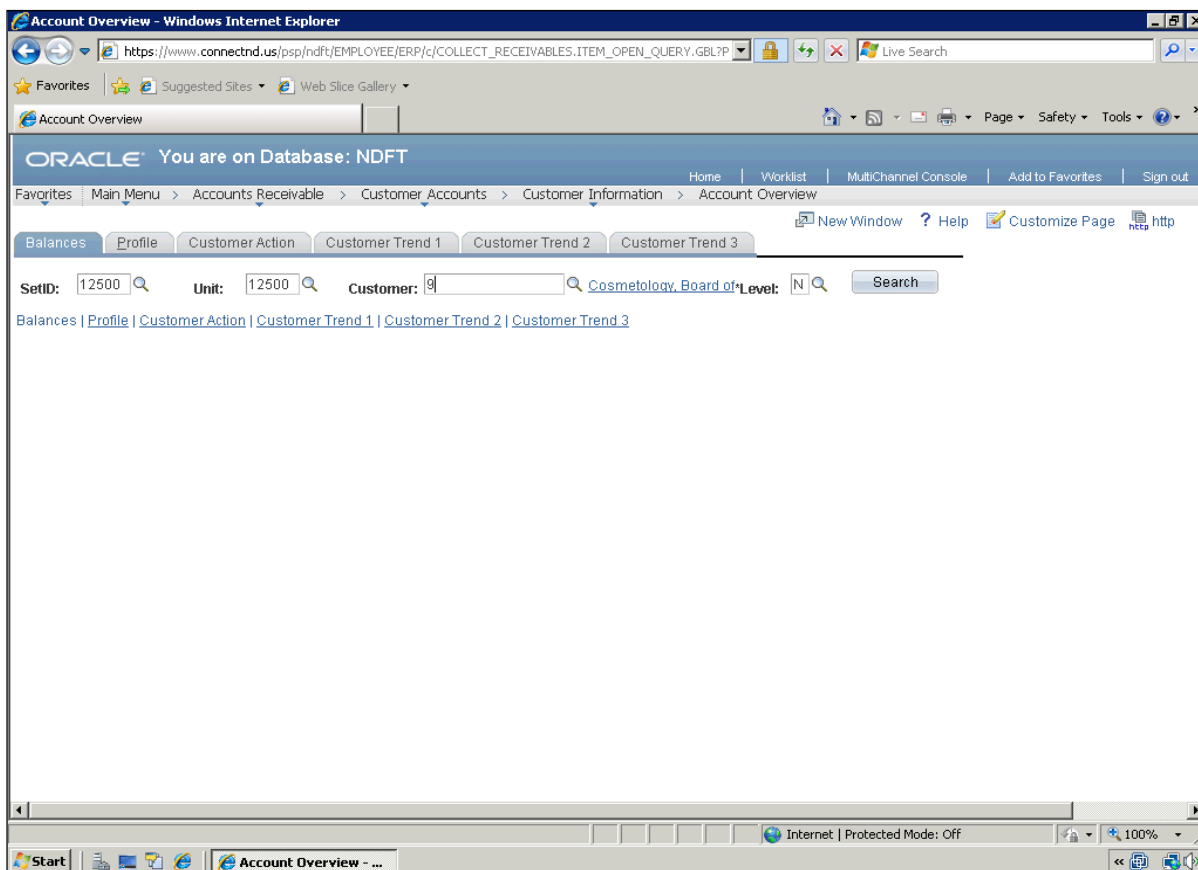 Account Overview - Windows Internet Explorer
https://www.connectnd.us/psp/ndft/EMPLOYEE/ERP/c/COLLECT_RECEIVABLES.ITEM_OPEN_QUERY.GBL?P
Live Search
Favorites Suggested Sites Web Slice Gallery
Account Overview Page Safety Tools
ORACLE You are on Database: NDFT
Home | Worklist | MultiChannel Console | Add to Favorites | Sign out
Favorites Main Menu > Accounts Receivable > Customer Accounts > Customer Information > Account Overview
New Window ? Help Customize Page http
Balances Profile Customer Action Customer Trend 1 Customer Trend 2 Customer Trend 3
SetID: 12500 Unit: 12500 Customer: 9 Cosmetology, Board of *Level: N Search
Balances | Profile | Customer Action | Customer Trend 1 | Customer Trend 2 | Customer Trend 3
Internet | Protected Mode: Off 100%
Start Account Overview - ...